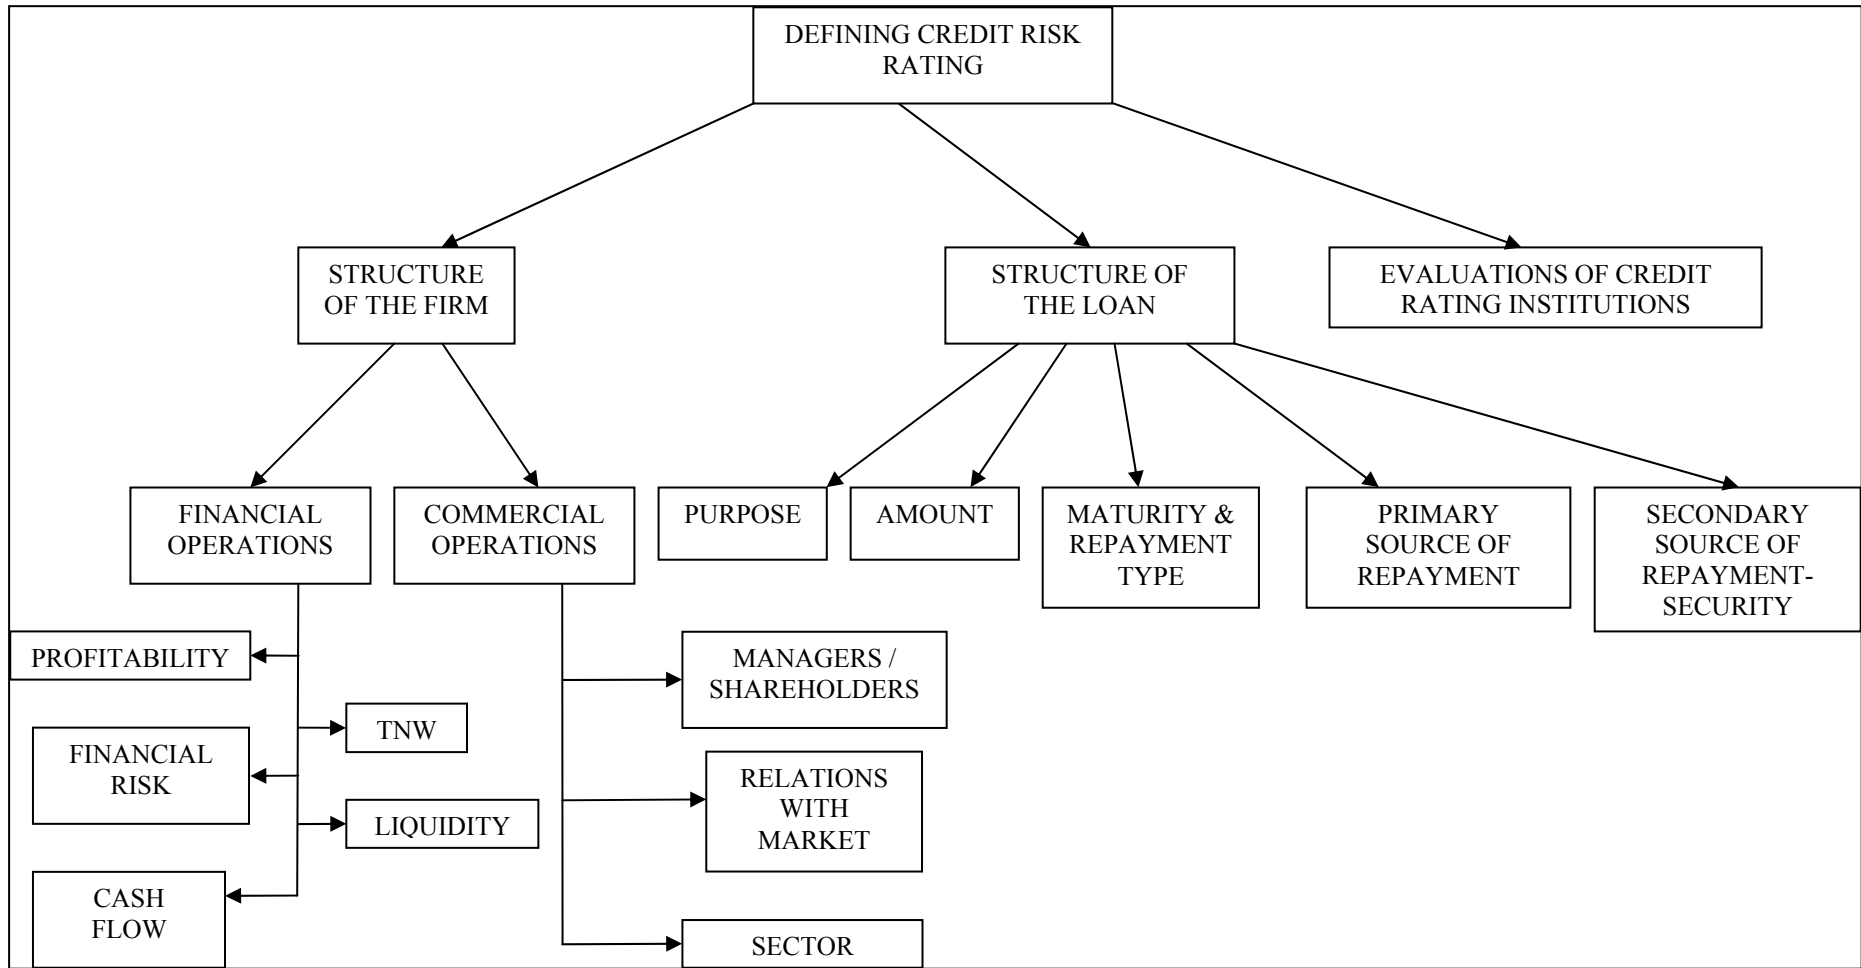 DEFINING CREDIT RISK
RATING
STRUCTURE
OF THE FIRM
STRUCTURE OF
THE LOAN
EVALUATIONS OF CREDIT
RATING INSTITUTIONS
FINANCIAL
OPERATIONS
COMMERCIAL
OPERATIONS
PURPOSE
AMOUNT
MATURITY &
REPAYMENT
TYPE
PRIMARY
SOURCE OF
REPAYMENT
SECONDARY
SOURCE OF
REPAYMENT-
SECURITY
PROFITABILITY
MANAGERS /
SHAREHOLDERS
TNW
FINANCIAL
RISK
RELATIONS
WITH
MARKET
LIQUIDITY
CASH
FLOW
SECTOR